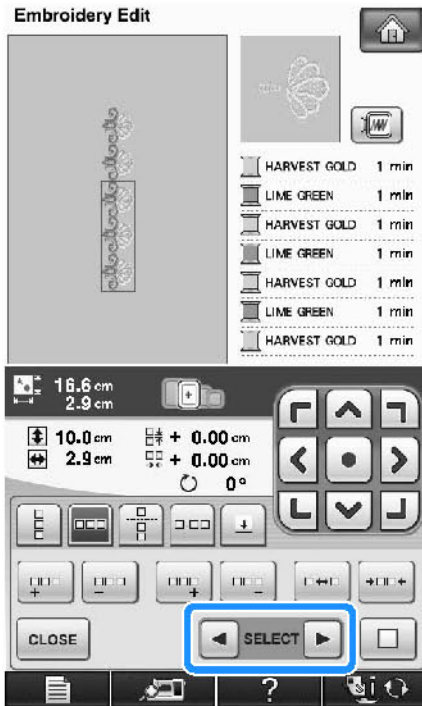 Embroidery Edit
HARVEST GOLD 1 min
LIME GREEN 1 min
HARVEST GOLD 1 min
LIME GREEN 1 min
HARVEST GOLD 1 min
LIME GREEN 1 min
HARVEST GOLD 1 min
16.6 cm
2.9 cm
10.0 cm + 0.00 cm
2.9 cm + 0.00 cm
0°
CLOSE SELECT
?